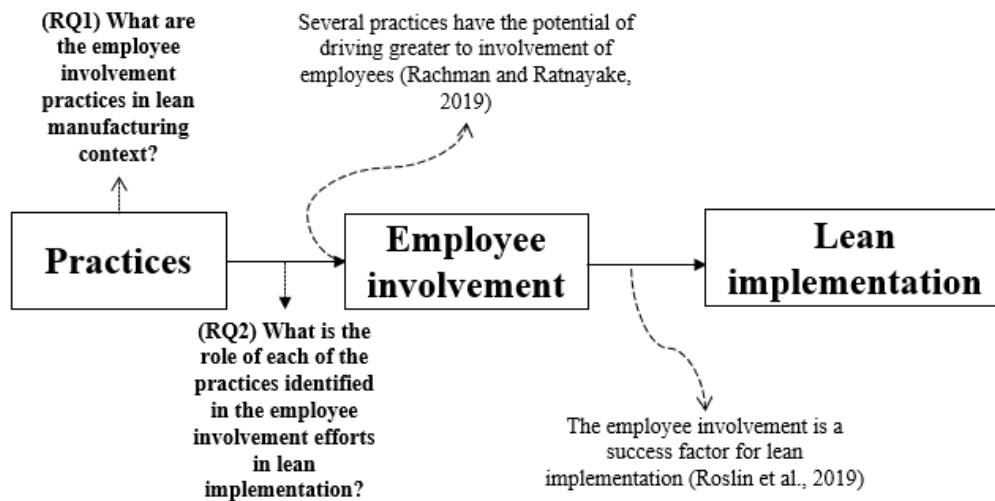 (RQ1) What are
the employee
involvement
practices in lean
manufacturing
context?
Several practices have the potential of
driving greater to involvement of
employees (Rachman and Ratnayake,
2019)
Practices
Employee
involvement
Lean
implementation
(RQ2) What is the
role of each of the
practices identified
in the employee
involvement efforts
in lean
implementation?
The employee involvement is a
success factor for lean
implementation (Roslin et al., 2019)